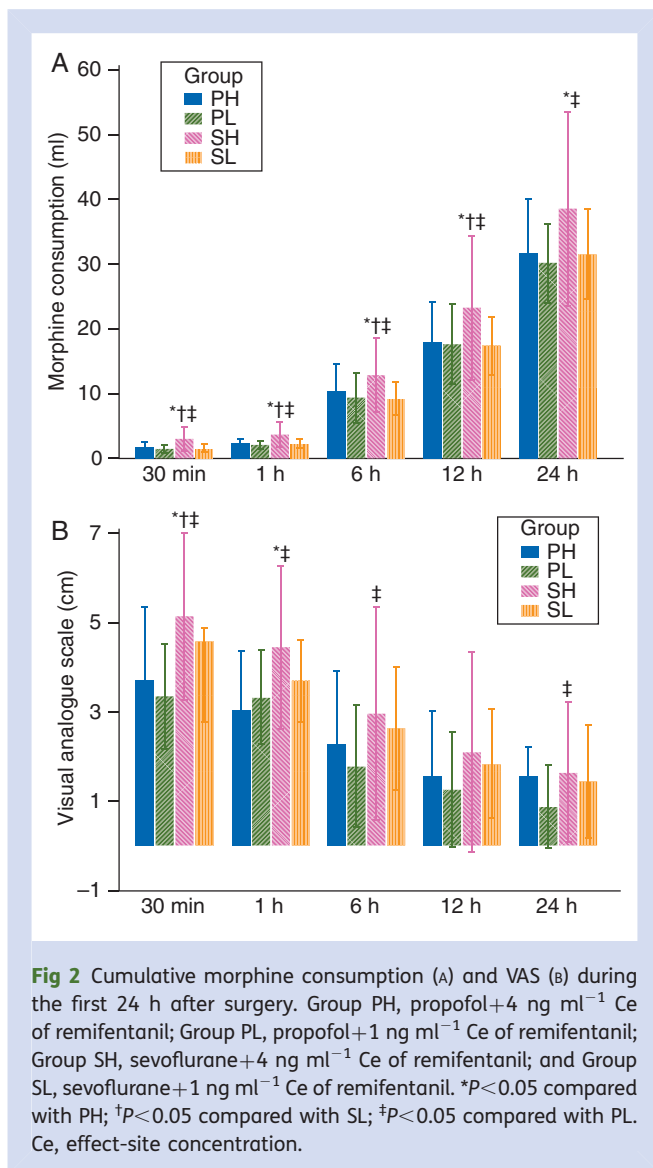 A
60
50
40
30
20
10
0
Morphine consumption (ml)
Group
PH
PL
SH
SL
*†‡
*†‡
*†‡
*†‡
*‡
30 min 1 h 6 h 12 h 24 h
B
7
5
3
1
–1
Visual analogue scale (cm)
Group
PH
PL
SH
SL
*†‡
*‡
‡
‡
30 min 1 h 6 h 12 h 24 h
Fig 2 Cumulative morphine consumption (A) and VAS (B) during
the first 24 h after surgery. Group PH, propofol+4 ng ml⁻¹ Ce
of remifentanil; Group PL, propofol+1 ng ml⁻¹ Ce of remifentanil;
Group SH, sevoflurane+4 ng ml⁻¹ Ce of remifentanil; and Group
SL, sevoflurane+1 ng ml⁻¹ Ce of remifentanil. *P<0.05 compared
with PH; †P<0.05 compared with SL; ‡P<0.05 compared with PL.
Ce, effect-site concentration.